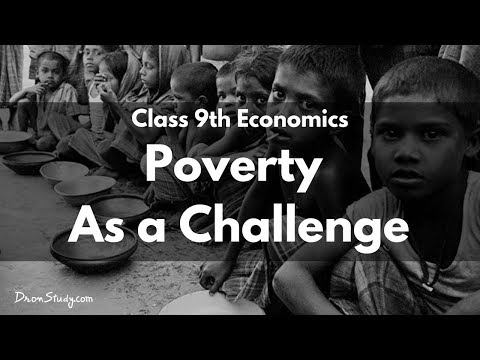 Class 9th Economics
Poverty
As a Challenge
DronStudy.com